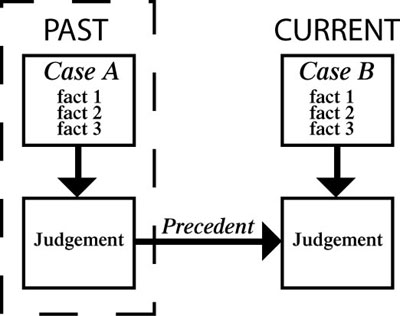 PAST
CURRENT
Case A
fact 1
fact 2
fact 3
Case B
fact 1
fact 2
fact 3
Judgement
Precedent
Judgement